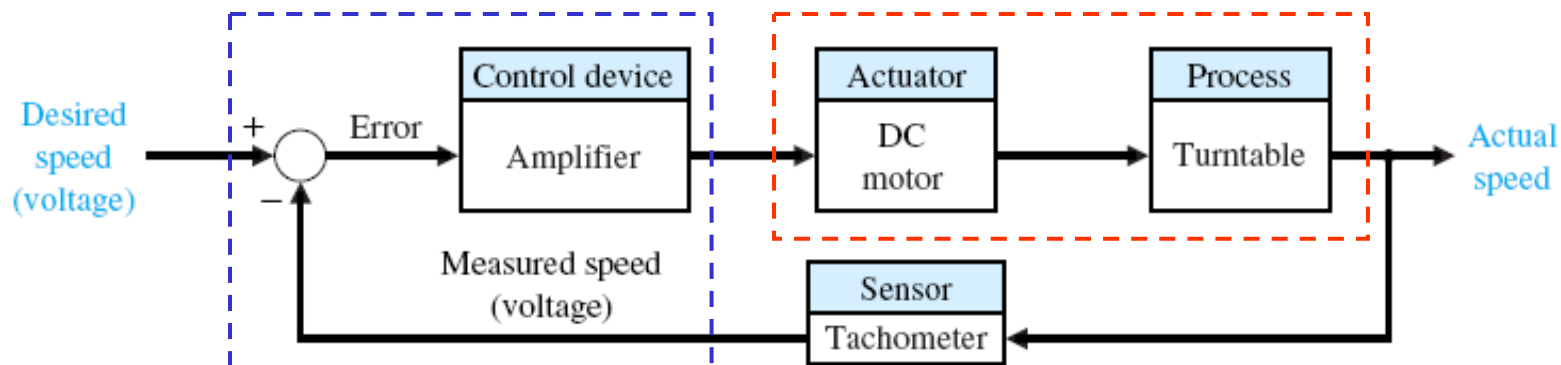 Desired
speed
(voltage)
+
−
Error
Control device
Amplifier
Actuator
DC
motor
Process
Turntable
Actual
speed
Measured speed
(voltage)
Sensor
Tachometer